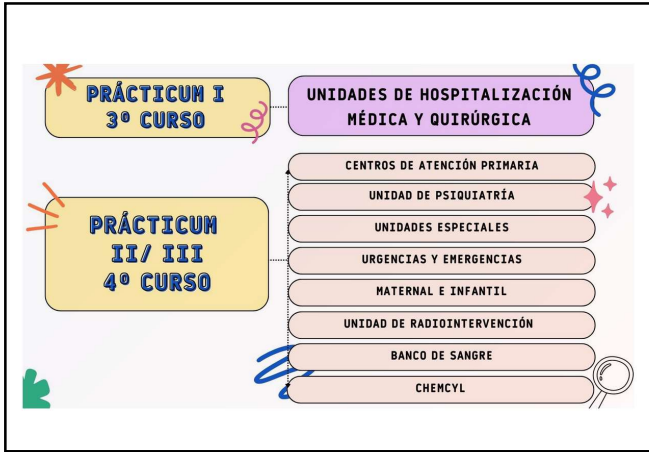 PRÁCTICUM I
3º CURSO
UNIDADES DE HOSPITALIZACIÓN
MÉDICA Y QUIRÚRGICA
PRÁCTICUM
II/ III
4º CURSO
CENTROS DE ATENCIÓN PRIMARIA
UNIDAD DE PSIQUIATRÍA
UNIDADES ESPECIALES
URGENCIAS Y EMERGENCIAS
MATERNAL E INFANTIL
UNIDAD DE RADIOINTERVENCIÓN
BANCO DE SANGRE
CHEMCYL